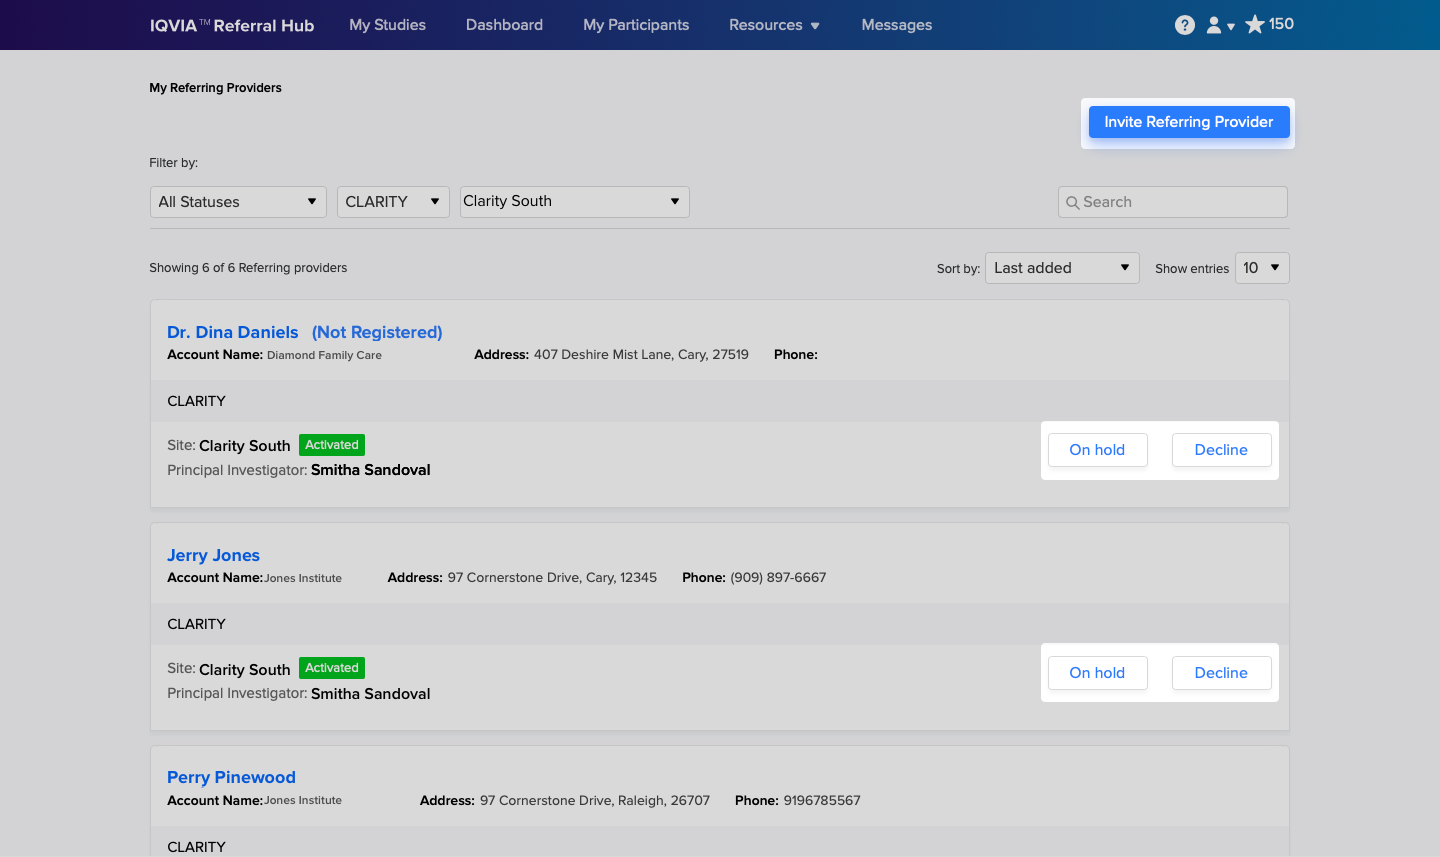 IQVIA™ Referral Hub My Studies Dashboard My Participants Resources Messages ? 150
My Referring Providers
Invite Referring Provider
Filter by:
All Statuses CLARITY Clarity South Search
Showing 6 of 6 Referring providers Sort by: Last added Show entries 10
Dr. Dina Daniels (Not Registered)
Account Name: Diamond Family Care Address: 407 Deshire Mist Lane, Cary, 27519 Phone:
CLARITY
Site: Clarity South Activated On hold Decline
Principal Investigator: Smitha Sandoval
Jerry Jones
Account Name: Jones Institute Address: 97 Cornerstone Drive, Cary, 12345 Phone: (909) 897-6667
CLARITY
Site: Clarity South Activated On hold Decline
Principal Investigator: Smitha Sandoval
Perry Pinewood
Account Name: Jones Institute Address: 97 Cornerstone Drive, Raleigh, 26707 Phone: 9196785567
CLARITY